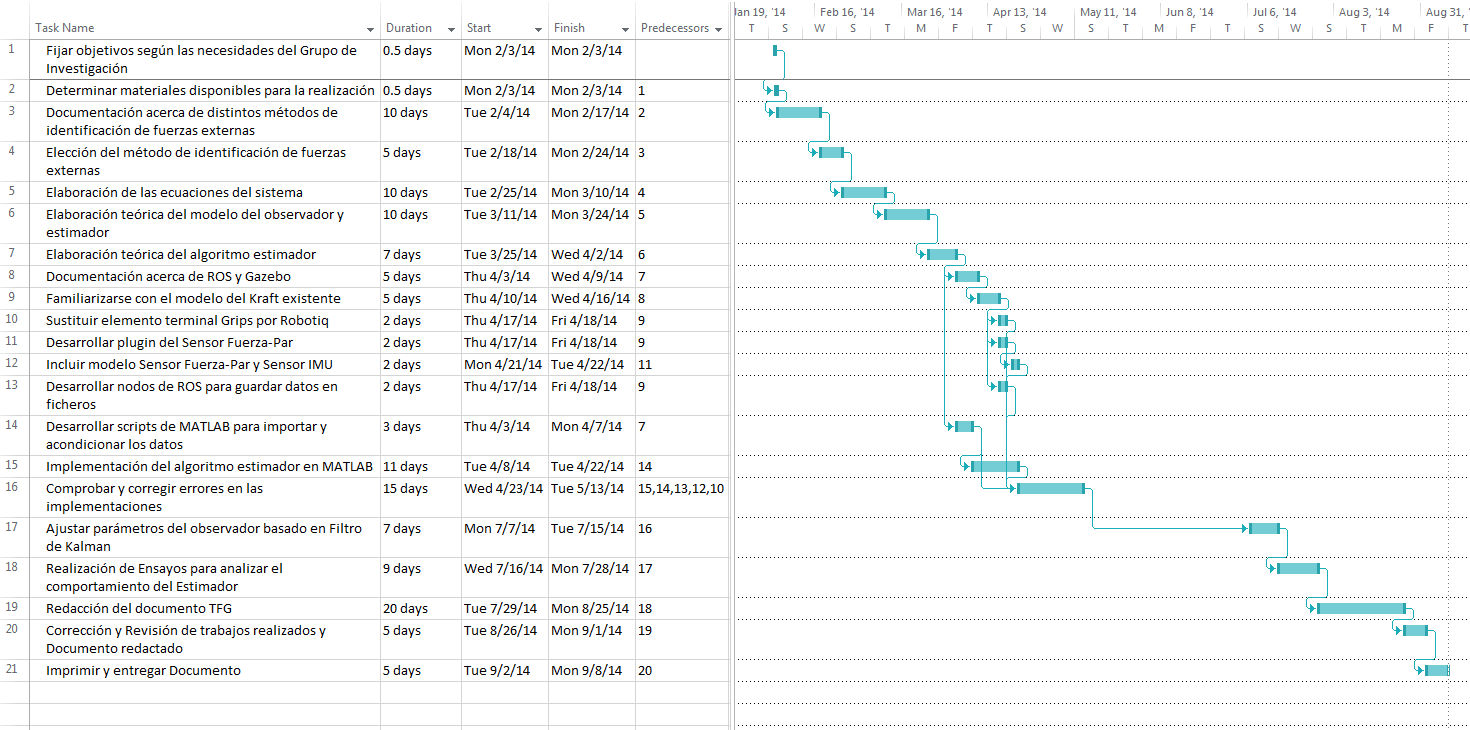 Jan 19, '14 Feb 16, '14 Mar 16, '14 Apr 13, '14 May 11, '14 Jun 8, '14 Jul 6, '14 Aug 3, '14 Aug 31, '14
Task Name Duration Start Finish Predecessors T S W T F S T S W T F S T S W T M F T
1 Fijar objetivos según las necesidades del Grupo de 0.5 days Mon 2/3/14 Mon 2/3/14
Investigación
2 Determinar materiales disponibles para la realización 0.5 days Mon 2/3/14 Mon 2/3/14 1
3 Documentación acerca de distintos métodos de 10 days Tue 2/4/14 Mon 2/17/14 2
identificación de fuerzas externas
4 Elección del método de identificación de fuerzas 5 days Tue 2/18/14 Mon 2/24/14 3
externas
5 Elaboración de las ecuaciones del sistema 10 days Tue 2/25/14 Mon 3/10/14 4
6 Elaboración teórica del modelo del observador y 10 days Tue 3/11/14 Mon 3/24/14 5
estimador
7 Elaboración teórica del algoritmo estimador 7 days Tue 3/25/14 Wed 4/2/14 6
8 Documentación acerca de ROS y Gazebo 5 days Thu 4/3/14 Wed 4/9/14 7
9 Familiarizarse con el modelo del Kraft existente 5 days Thu 4/10/14 Wed 4/16/14 8
10 Sustituir elemento terminal Grips por Robotiq 2 days Thu 4/17/14 Fri 4/18/14 9
11 Desarrollar plugin del Sensor Fuerza-Par 2 days Thu 4/17/14 Fri 4/18/14 9
12 Incluir modelo Sensor Fuerza-Par y Sensor IMU 2 days Mon 4/21/14 Tue 4/22/14 11
13 Desarrollar nodos de ROS para guardar datos en 2 days Thu 4/17/14 Fri 4/18/14 9
ficheros
14 Desarrollar scripts de MATLAB para importar y 3 days Thu 4/3/14 Mon 4/7/14 7
acondicionar los datos
15 Implementación del algoritmo estimador en MATLAB 11 days Tue 4/8/14 Tue 4/22/14 14
16 Comprobar y corregir errores en las 15 days Wed 4/23/14 Tue 5/13/14 15,14,13,12,10
implementaciones
17 Ajustar parámetros del observador basado en Filtro 7 days Mon 7/7/14 Tue 7/15/14 16
de Kalman
18 Realización de Ensayos para analizar el 9 days Wed 7/16/14 Mon 7/28/14 17
comportamiento del Estimador
19 Redacción del documento TFG 20 days Tue 7/29/14 Mon 8/25/14 18
20 Corrección y Revisión de trabajos realizados y 5 days Tue 8/26/14 Mon 9/1/14 19
Documento redactado
21 Imprimir y entregar Documento 5 days Tue 9/2/14 Mon 9/8/14 20